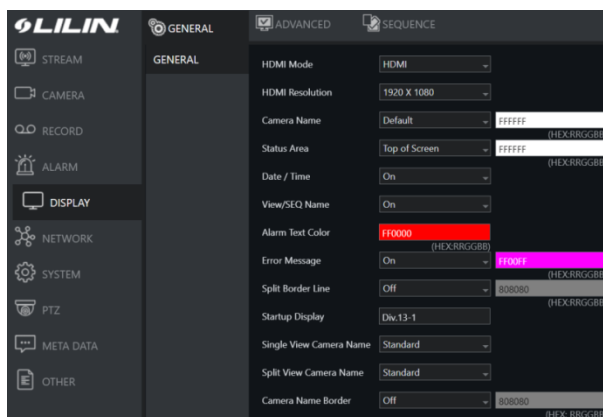 LILIN
GENERAL
ADVANCED
SEQUENCE
STREAM
CAMERA
RECORD
ALARM
DISPLAY
NETWORK
SYSTEM
PTZ
META DATA
OTHER
GENERAL
HDMI Mode HDMI
HDMI Resolution 1920 X 1080
Camera Name Default FFFFFF
(HEX:RRGGBB
Status Area Top of Screen FFFFFF
(HEX:RRGGBB
Date / Time On
View/SEQ Name On
Alarm Text Color FF0000
(HEX:RRGGBB)
Error Message On FF00FF
(HEX:RRGGBB
Split Border Line Off 808080
(HEX:RRGGBB
Startup Display Div.13-1
Single View Camera Name Standard
Split View Camera Name Standard
Camera Name Border Off 808080
(HEX: RRGGBB